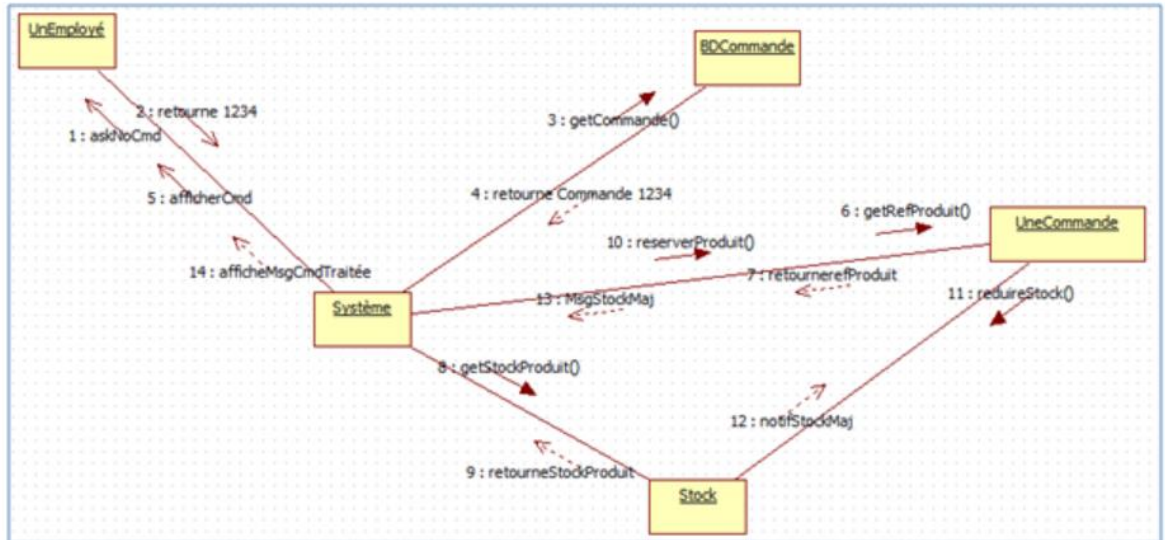 UnEmployé
BDCommande
2 : retourne 1234
3 : getCommande()
1 : askNoCmd
5 : afficherCmd
4 : retourne Commande 1234
6 : getRefProduit()
UneCommande
10 : reserverProduit()
14 : afficheMsgCmdTraitée
7 : retournerefProduit
Système
13 : MsgStockMaj
11 : reduireStock()
8 : getStockProduit()
12 : notifStockMaj
9 : retourneStockProduit
Stock